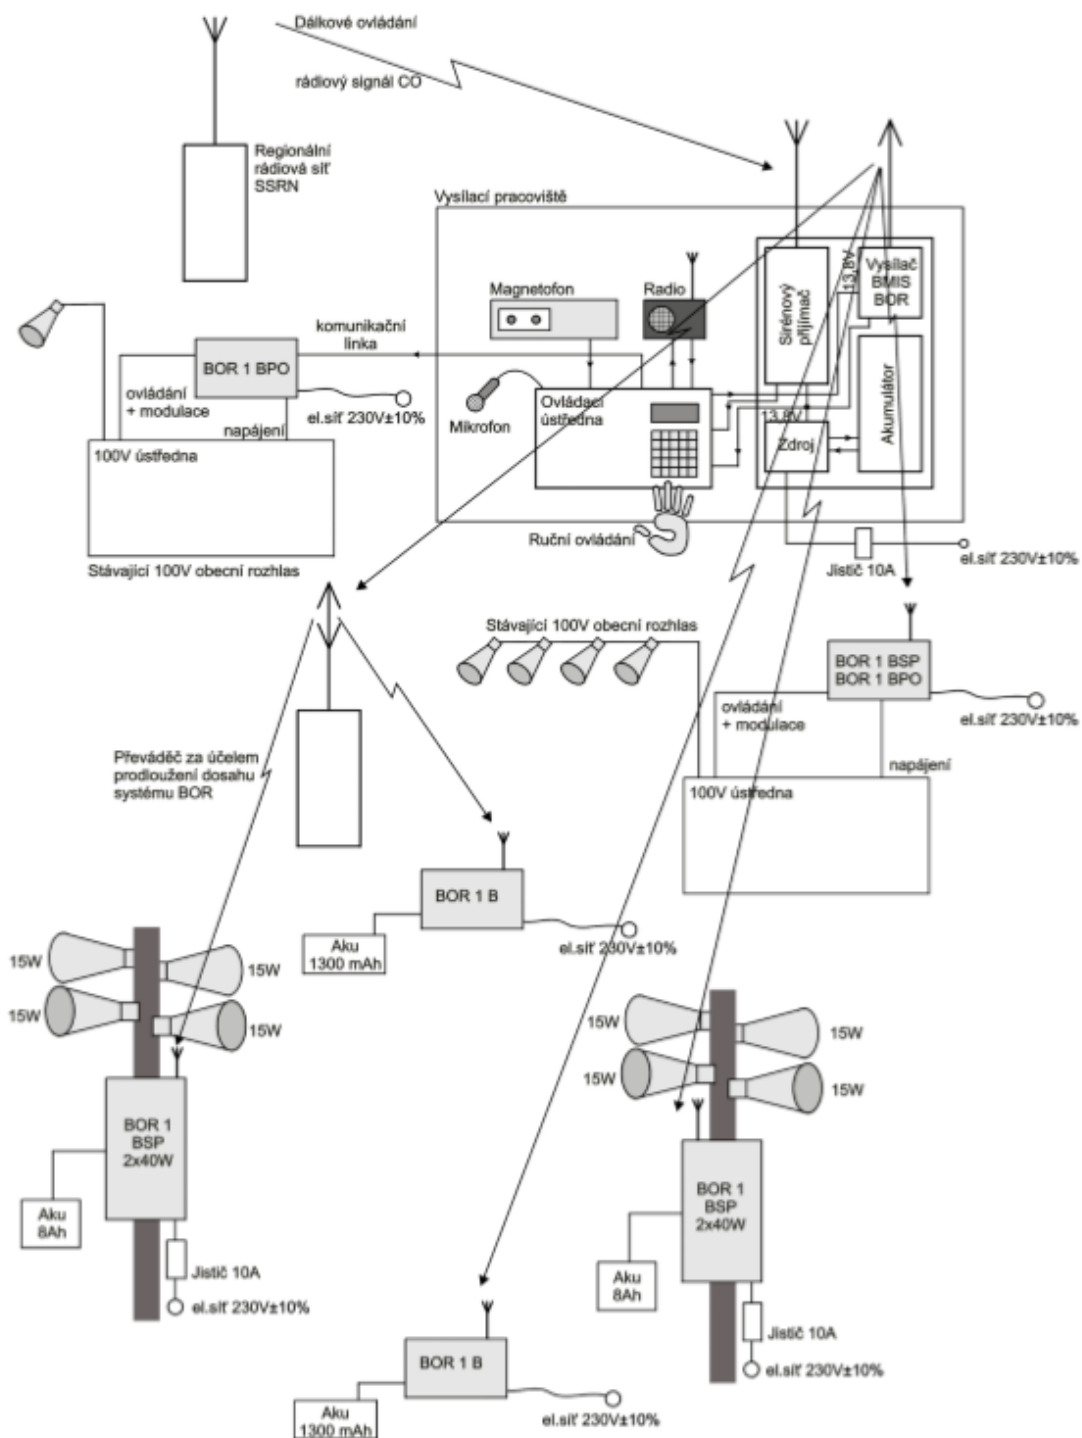 Dálkové ovládání
rádiový signál CO
Regionální
rádiová síť
SSRN
Vysílací pracoviště
Magnetofon
Radio
Sirénový
přijímač
13,8V
Vysílač
BMIS
BOR
komunikační
linka
BOR 1 BPO
ovládání
+ modulace
el.síť 230V±10%
napájení
Mikrofon
Ovládací
ústředna
13,8V
Zdroj
Akumulátor
100V ústředna
Ruční ovládání
Jistič 10A
el.síť 230V±10%
Stávající 100V obecní rozhlas
Stávající 100V obecní rozhlas
BOR 1 BSP
BOR 1 BPO
ovládání
+ modulace
el.síť 230V±10%
napájení
100V ústředna
Převáděč za účelem
prodloužení dosahu
systému BOR
BOR 1 B
Aku
1300 mAh
el.síť 230V±10%
15W
15W
15W
15W
BOR 1
BSP
2x40W
Aku
8Ah
Jistič 10A
el.síť 230V±10%
15W
15W
15W
15W
BOR 1
BSP
2x40W
Aku
8Ah
Jistič 10A
el.síť 230V±10%
BOR 1 B
Aku
1300 mAh
el.síť 230V±10%